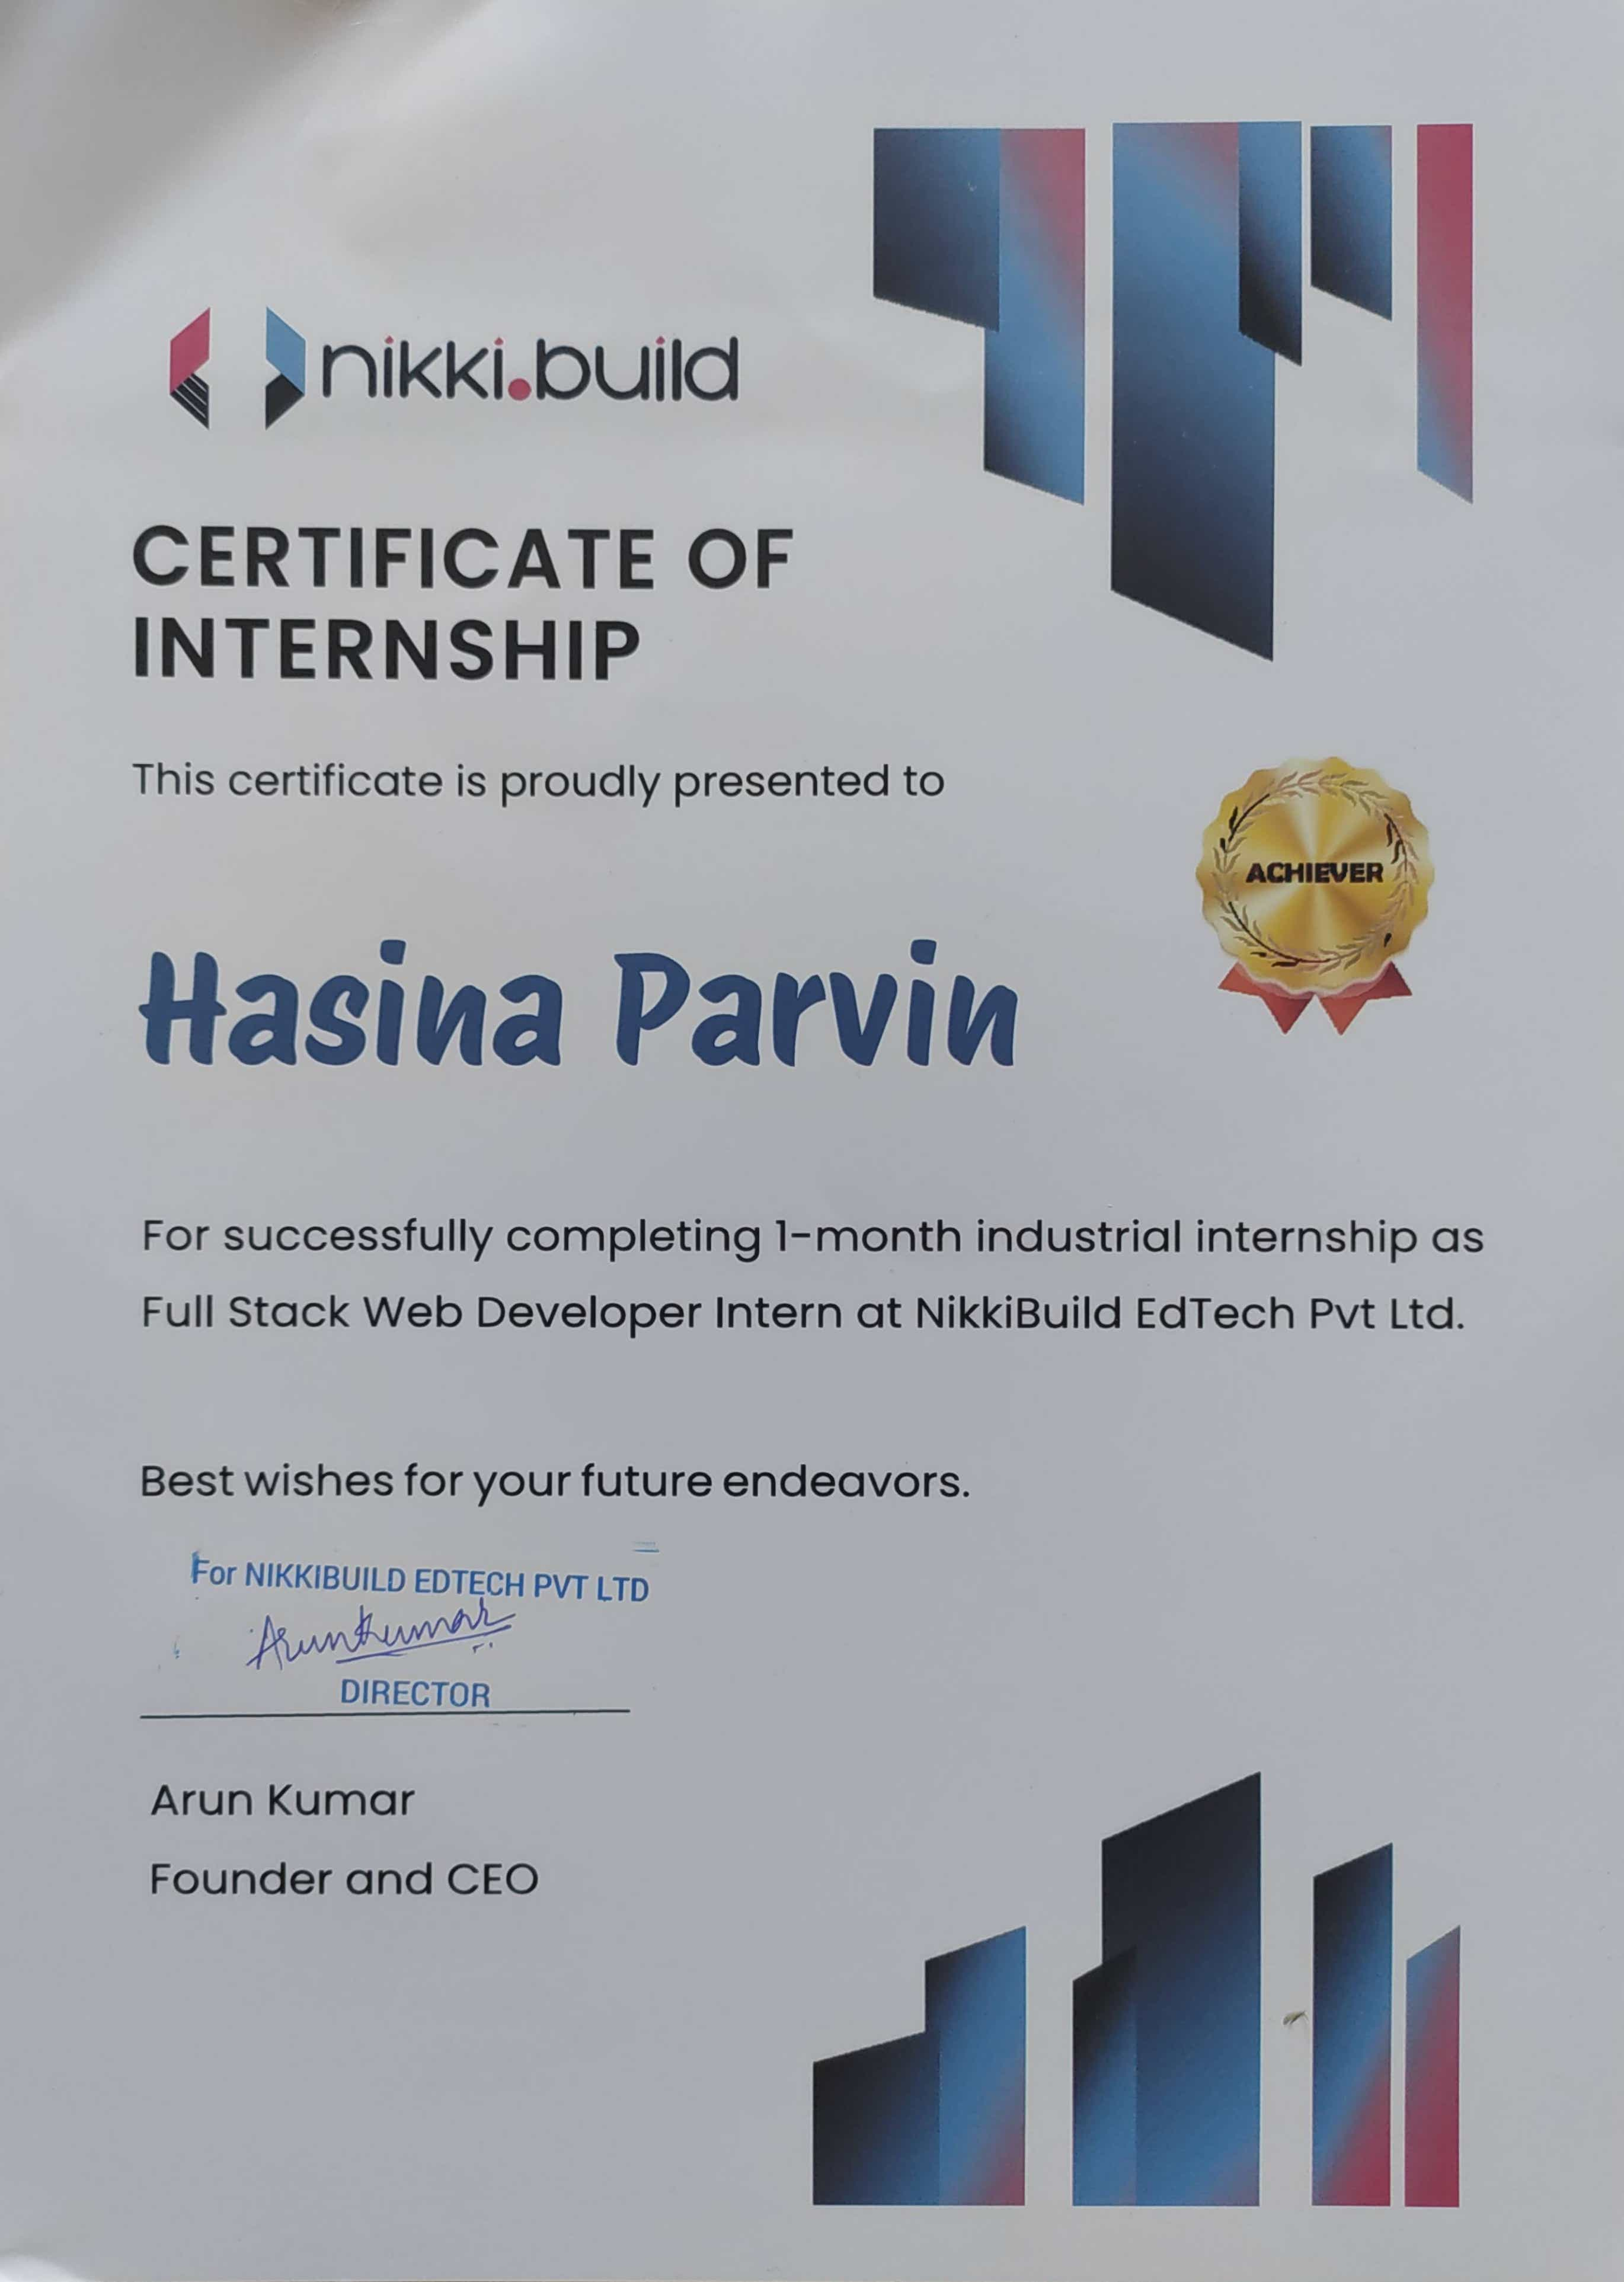 nikki.build
CERTIFICATE OF
INTERNSHIP
This certificate is proudly presented to
ACHIEVER
Hasina Parvin
For successfully completing 1-month industrial internship as
Full Stack Web Developer Intern at NikkiBuild EdTech Pvt Ltd.
Best wishes for your future endeavors.
For NIKKIBUILD EDTECH PVT LTD
Arunkumar
DIRECTOR
Arun Kumar
Founder and CEO